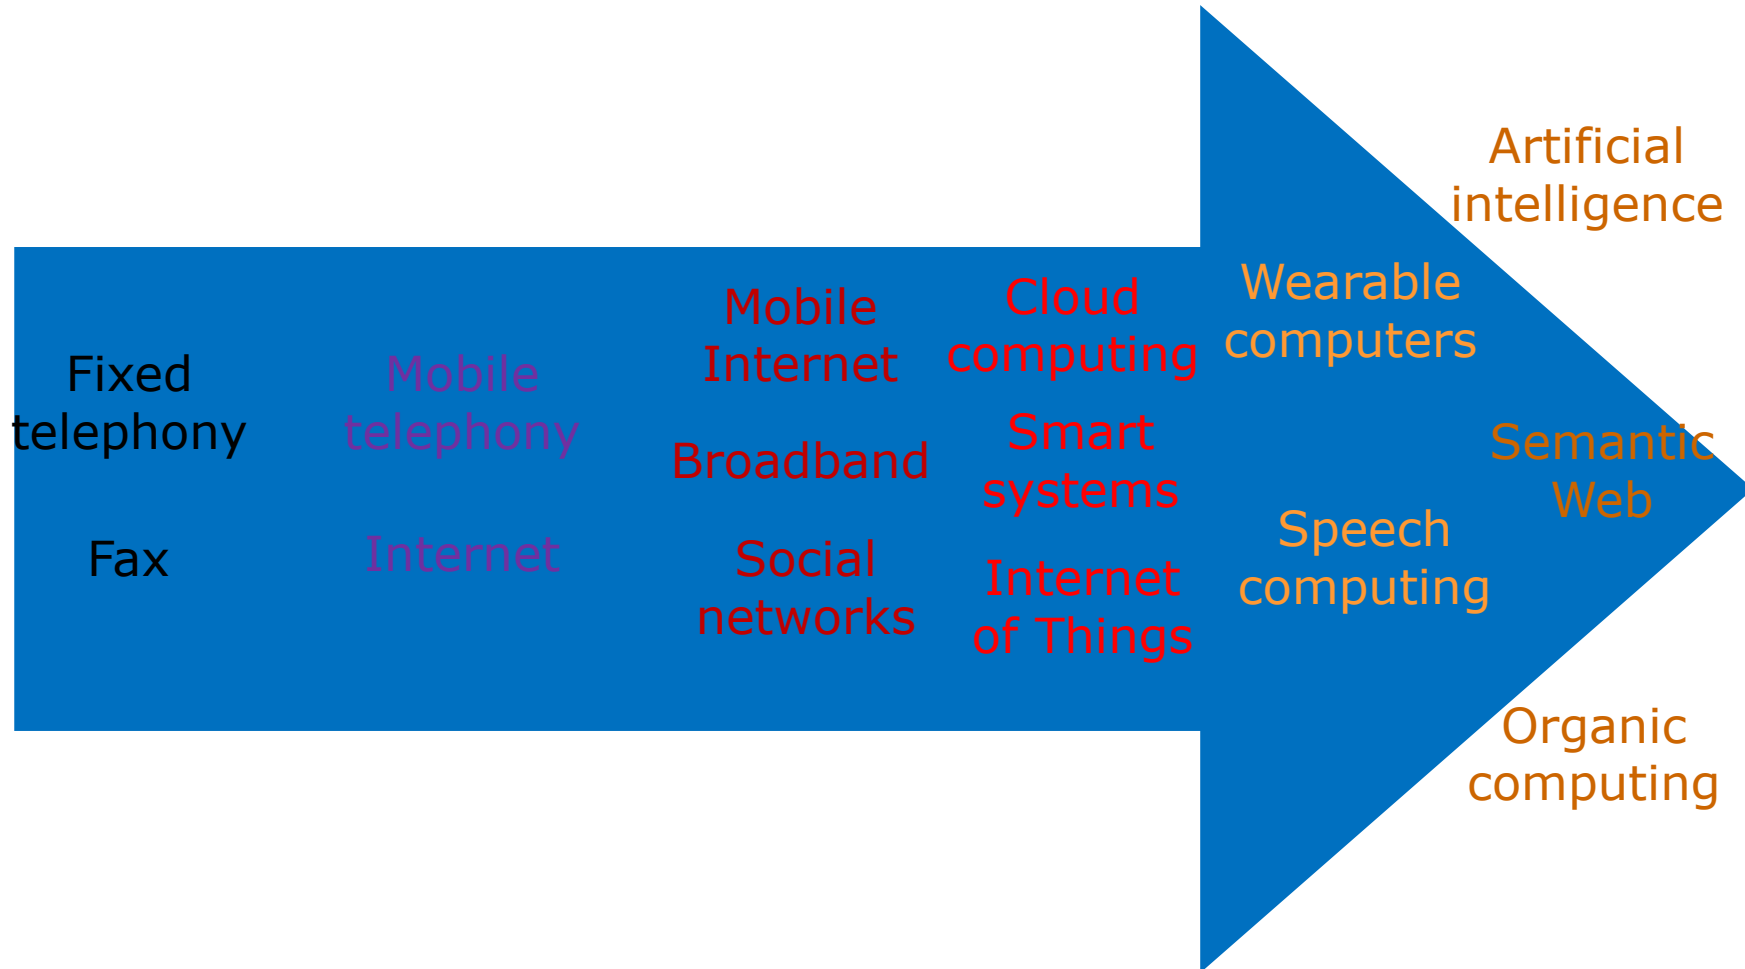 Fixed
telephony
Fax
Mobile
telephony
Internet
Mobile
Internet
Broadband
Social
networks
Cloud
computing
Smart
systems
Internet
of Things
Wearable
computers
Speech
computing
Artificial
intelligence
Semantic
Web
Organic
computing